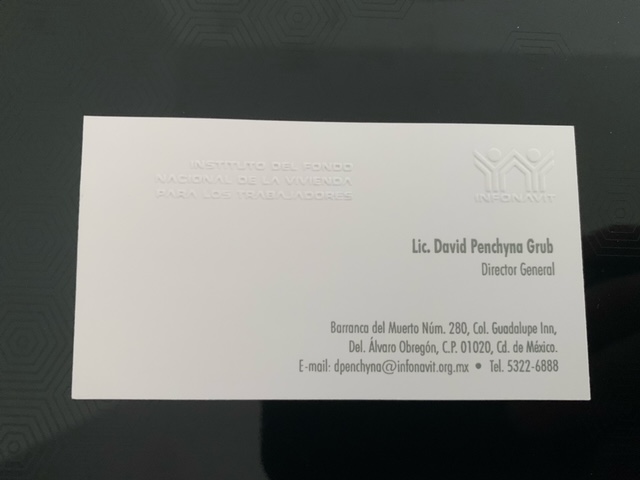 INSTITUTO DEL FONDO
NACIONAL DE LA VIVIENDA
PARA LOS TRABAJADORES
INFONAVIT
Lic. David Penchyna Grub
Director General
Barranca del Muerto Núm. 280, Col. Guadalupe Inn,
Del. Álvaro Obregón, C.P. 01020, Cd. de México.
E-mail: dpenchyna@infonavit.org.mx • Tel. 5322-6888